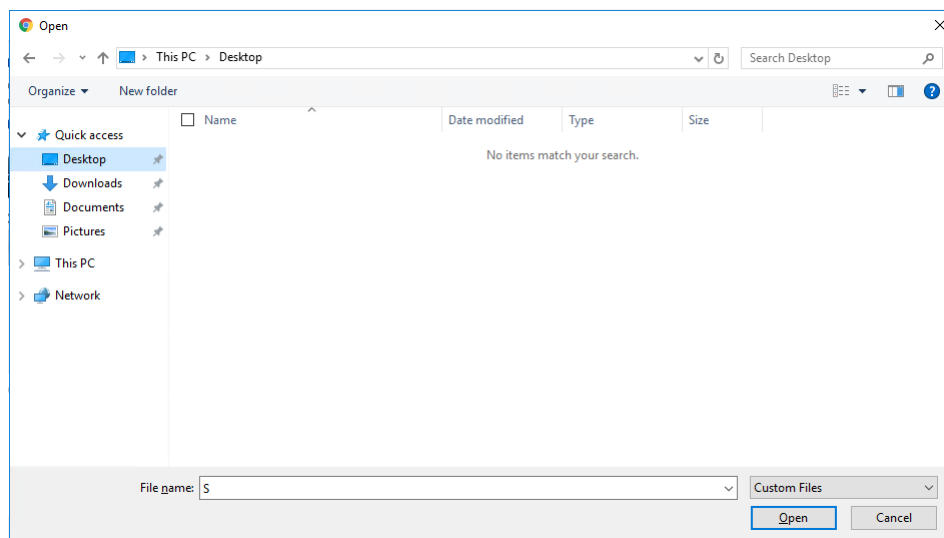 Open
This PC > Desktop
Search Desktop
Organize
New folder
?
Name
Date modified
Type
Size
No items match your search.
Quick access
Desktop
Downloads
Documents
Pictures
This PC
Network
File name: S
Custom Files
Open
Cancel